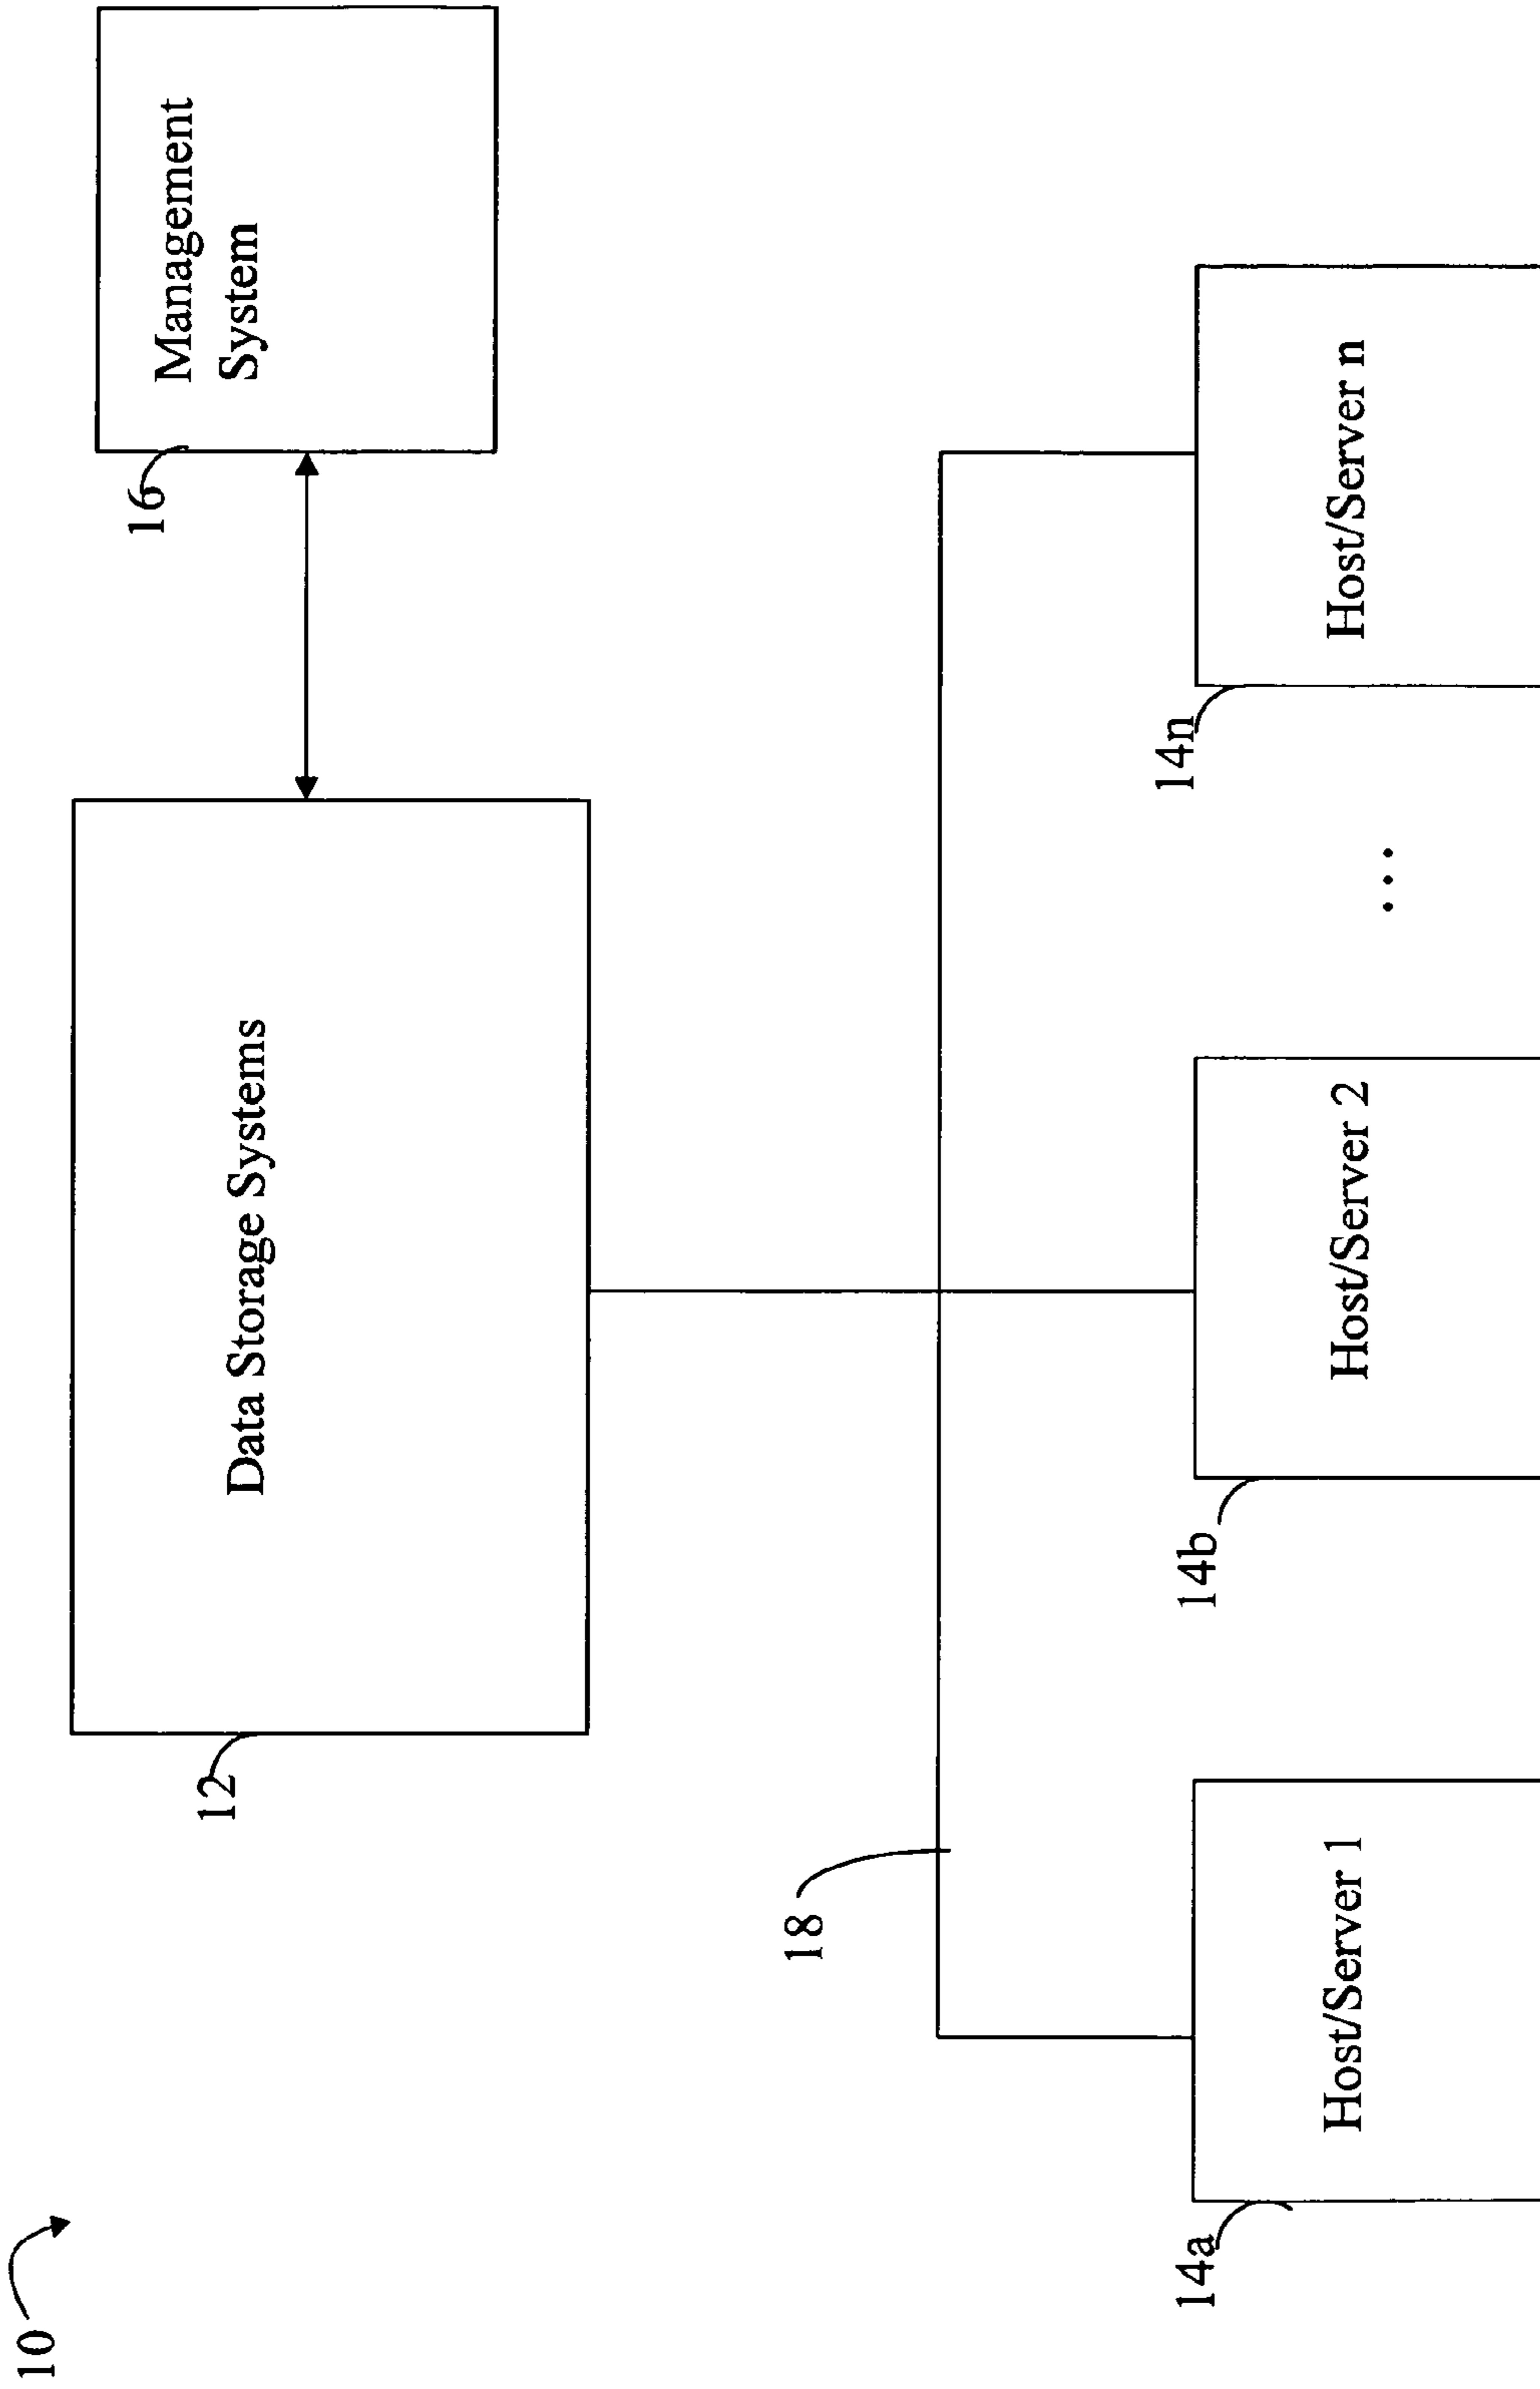 10
12
Data Storage Systems
16
Management
System
18
14a
Host/Server 1
14b
Host/Server 2
...
14n
Host/Server n